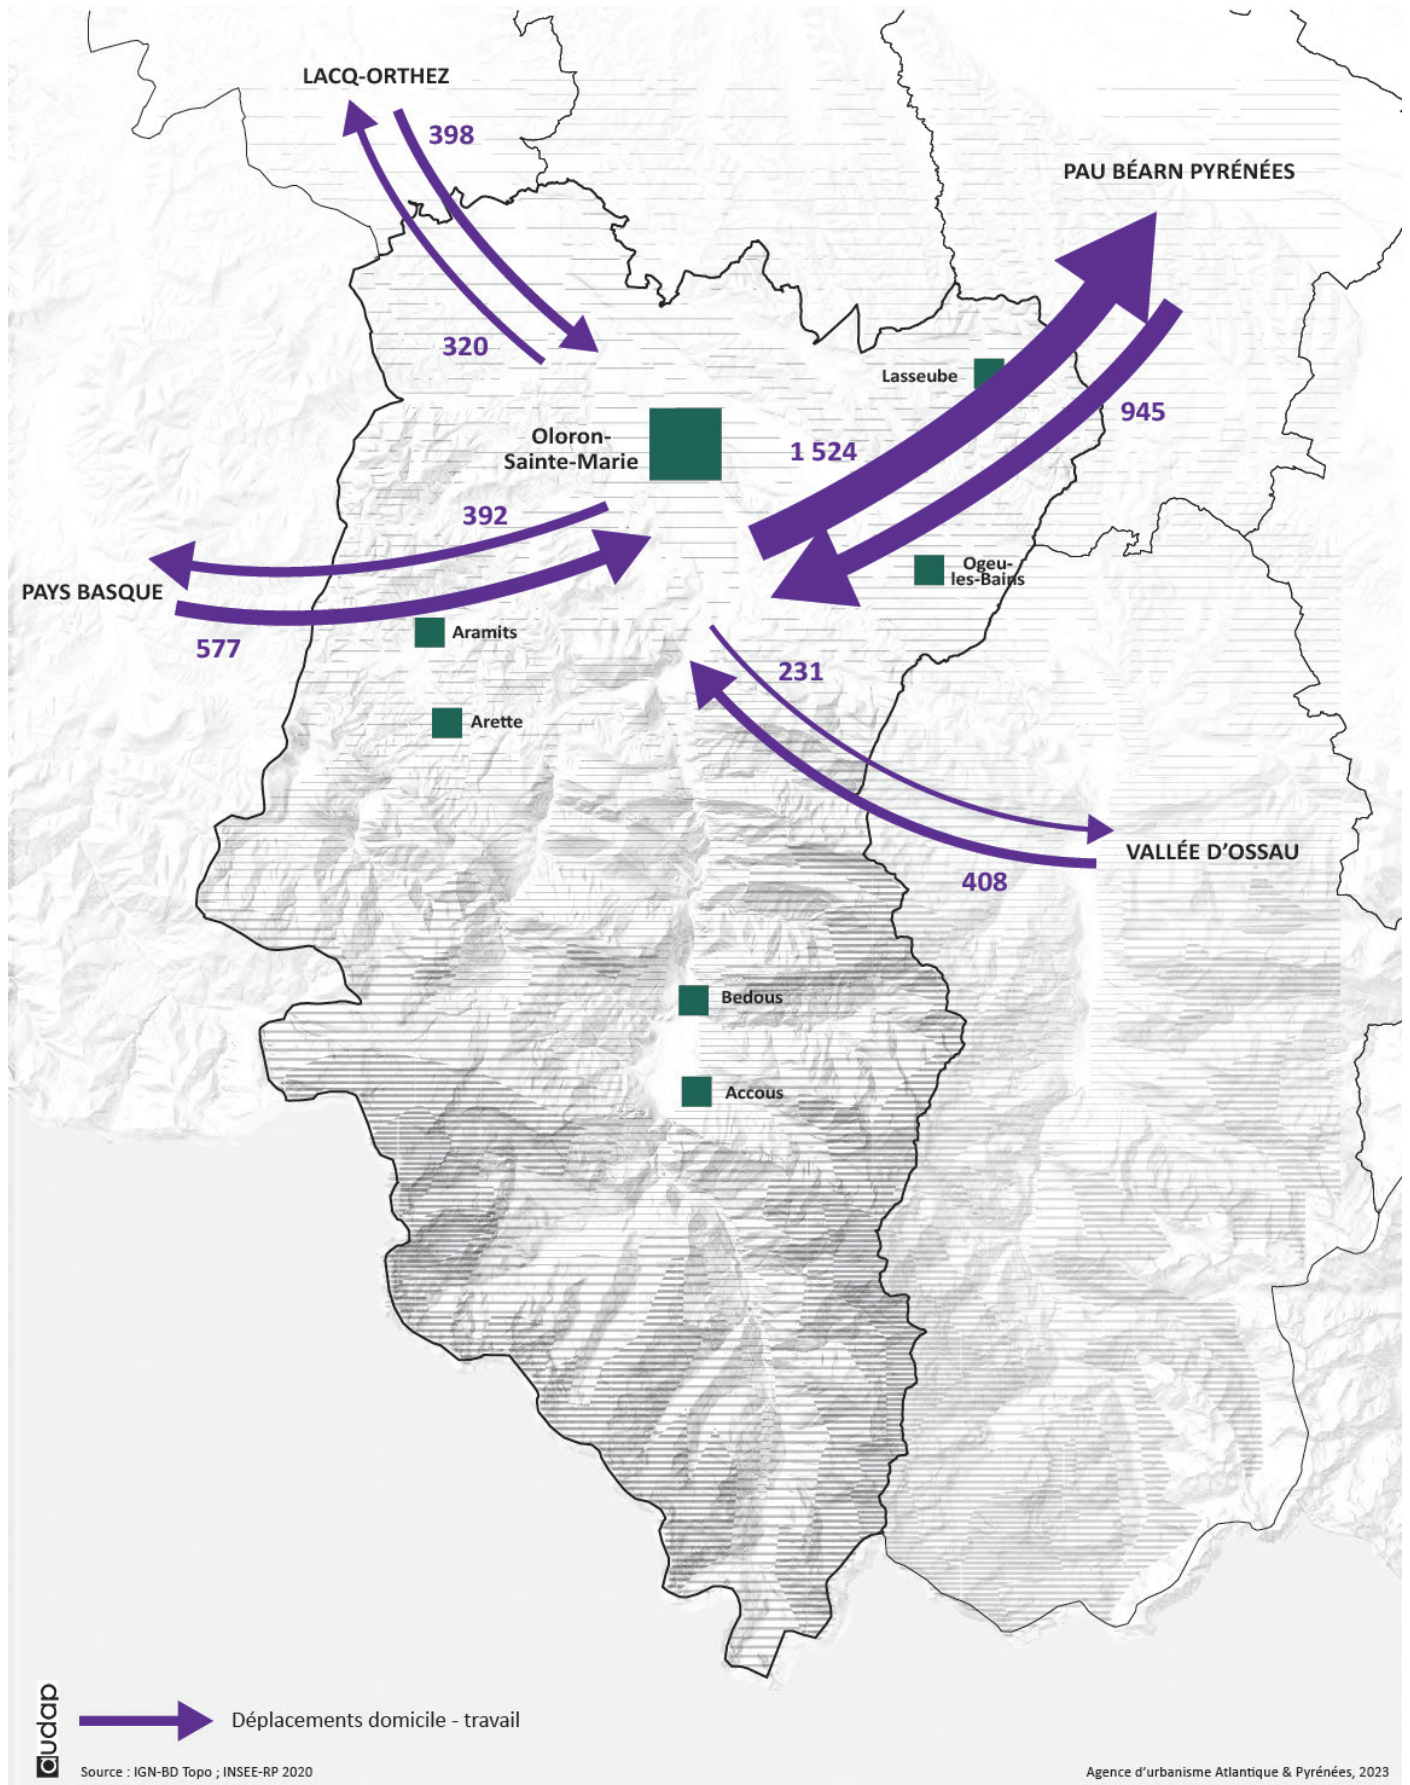 LACQ-ORTHEZ
398
PAU BÉARN PYRÉNÉES
320
Lasseube
945
Oloron-
Sainte-Marie
1 524
392
Ogeu-
les-Bains
PAYS BASQUE
577
Aramits
231
Arette
VALLÉE D’OSSAU
408
Bedous
Accous
audap
Déplacements domicile - travail
Source : IGN-BD Topo ; INSEE-RP 2020
Agence d’urbanisme Atlantique & Pyrénées, 2023